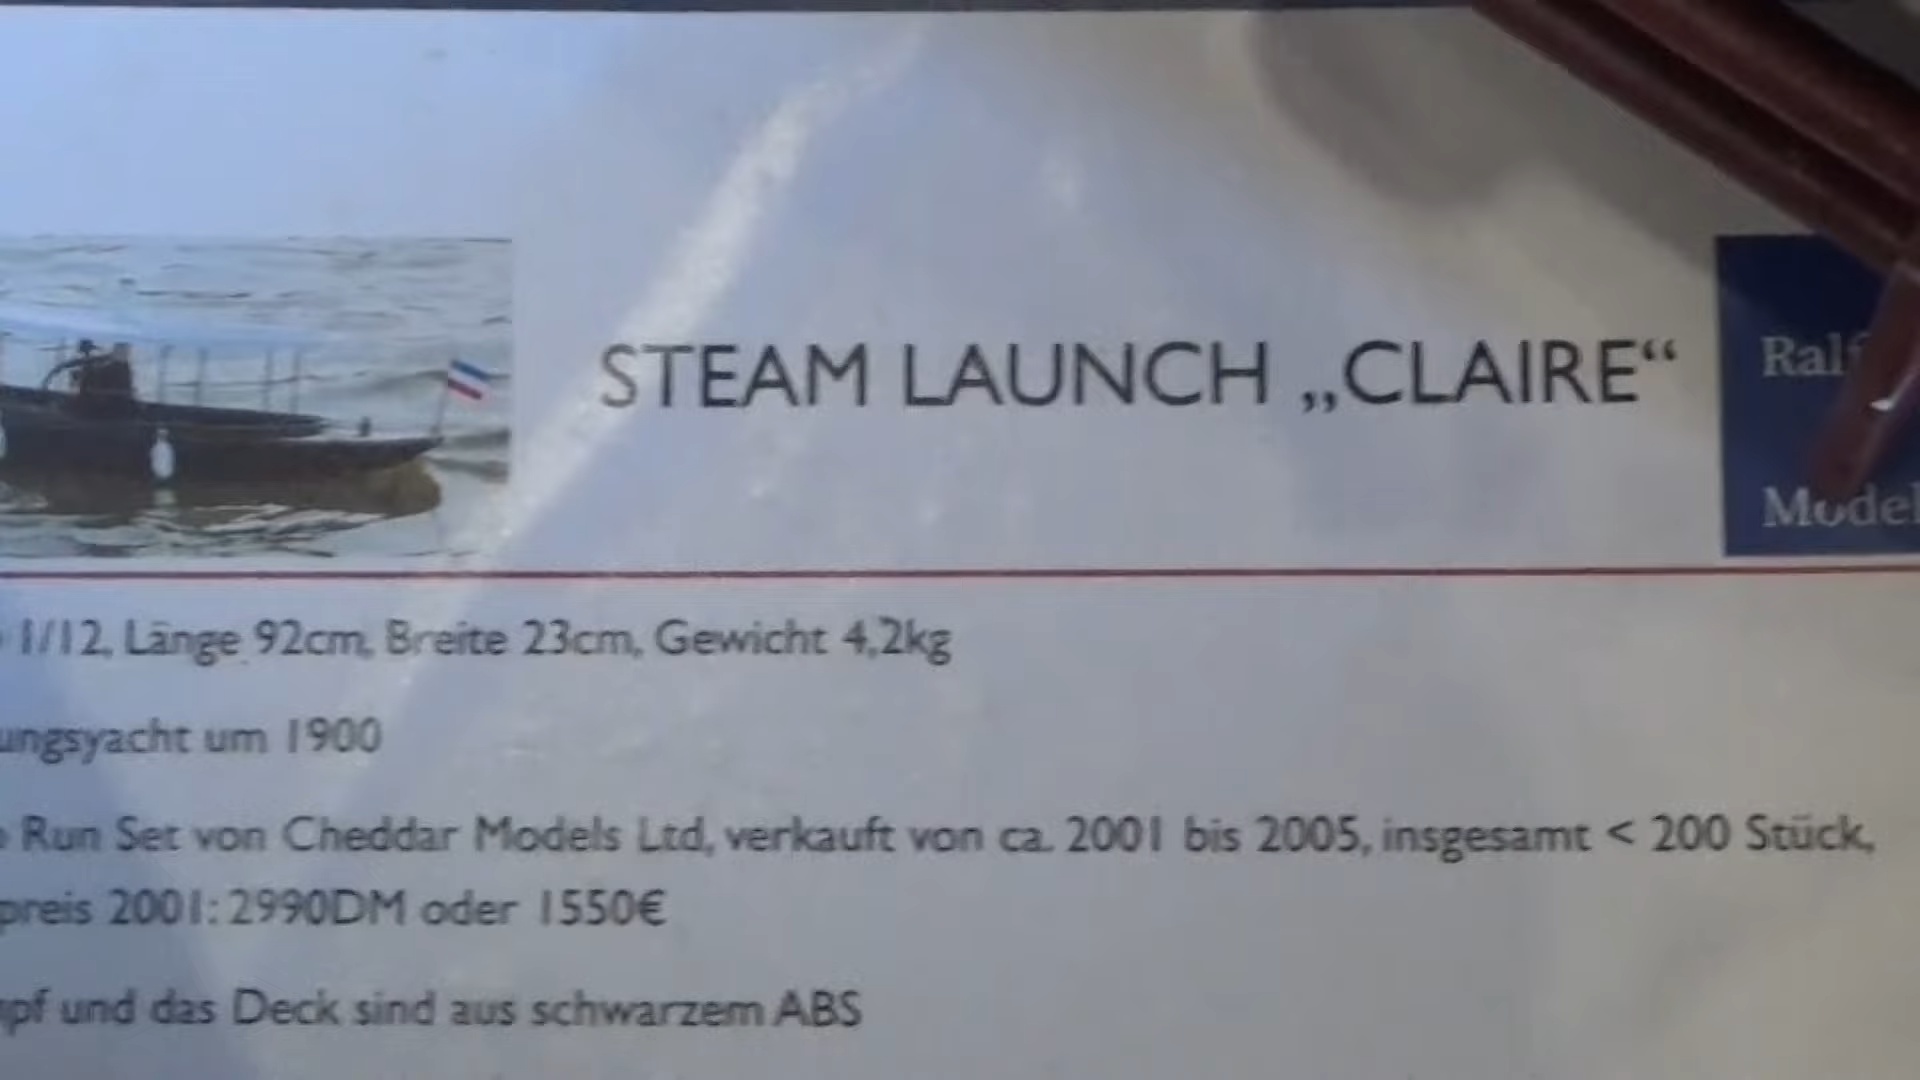 STEAM LAUNCH „CLAIRE“
Ralf
Model
1/12, Länge 92cm, Breite 23cm, Gewicht 4,2kg
ungsyacht um 1900
Run Set von Cheddar Models Ltd, verkauft von ca. 2001 bis 2005, insgesamt < 200 Stück,
preis 2001: 2990DM oder 1550€
pf und das Deck sind aus schwarzem ABS